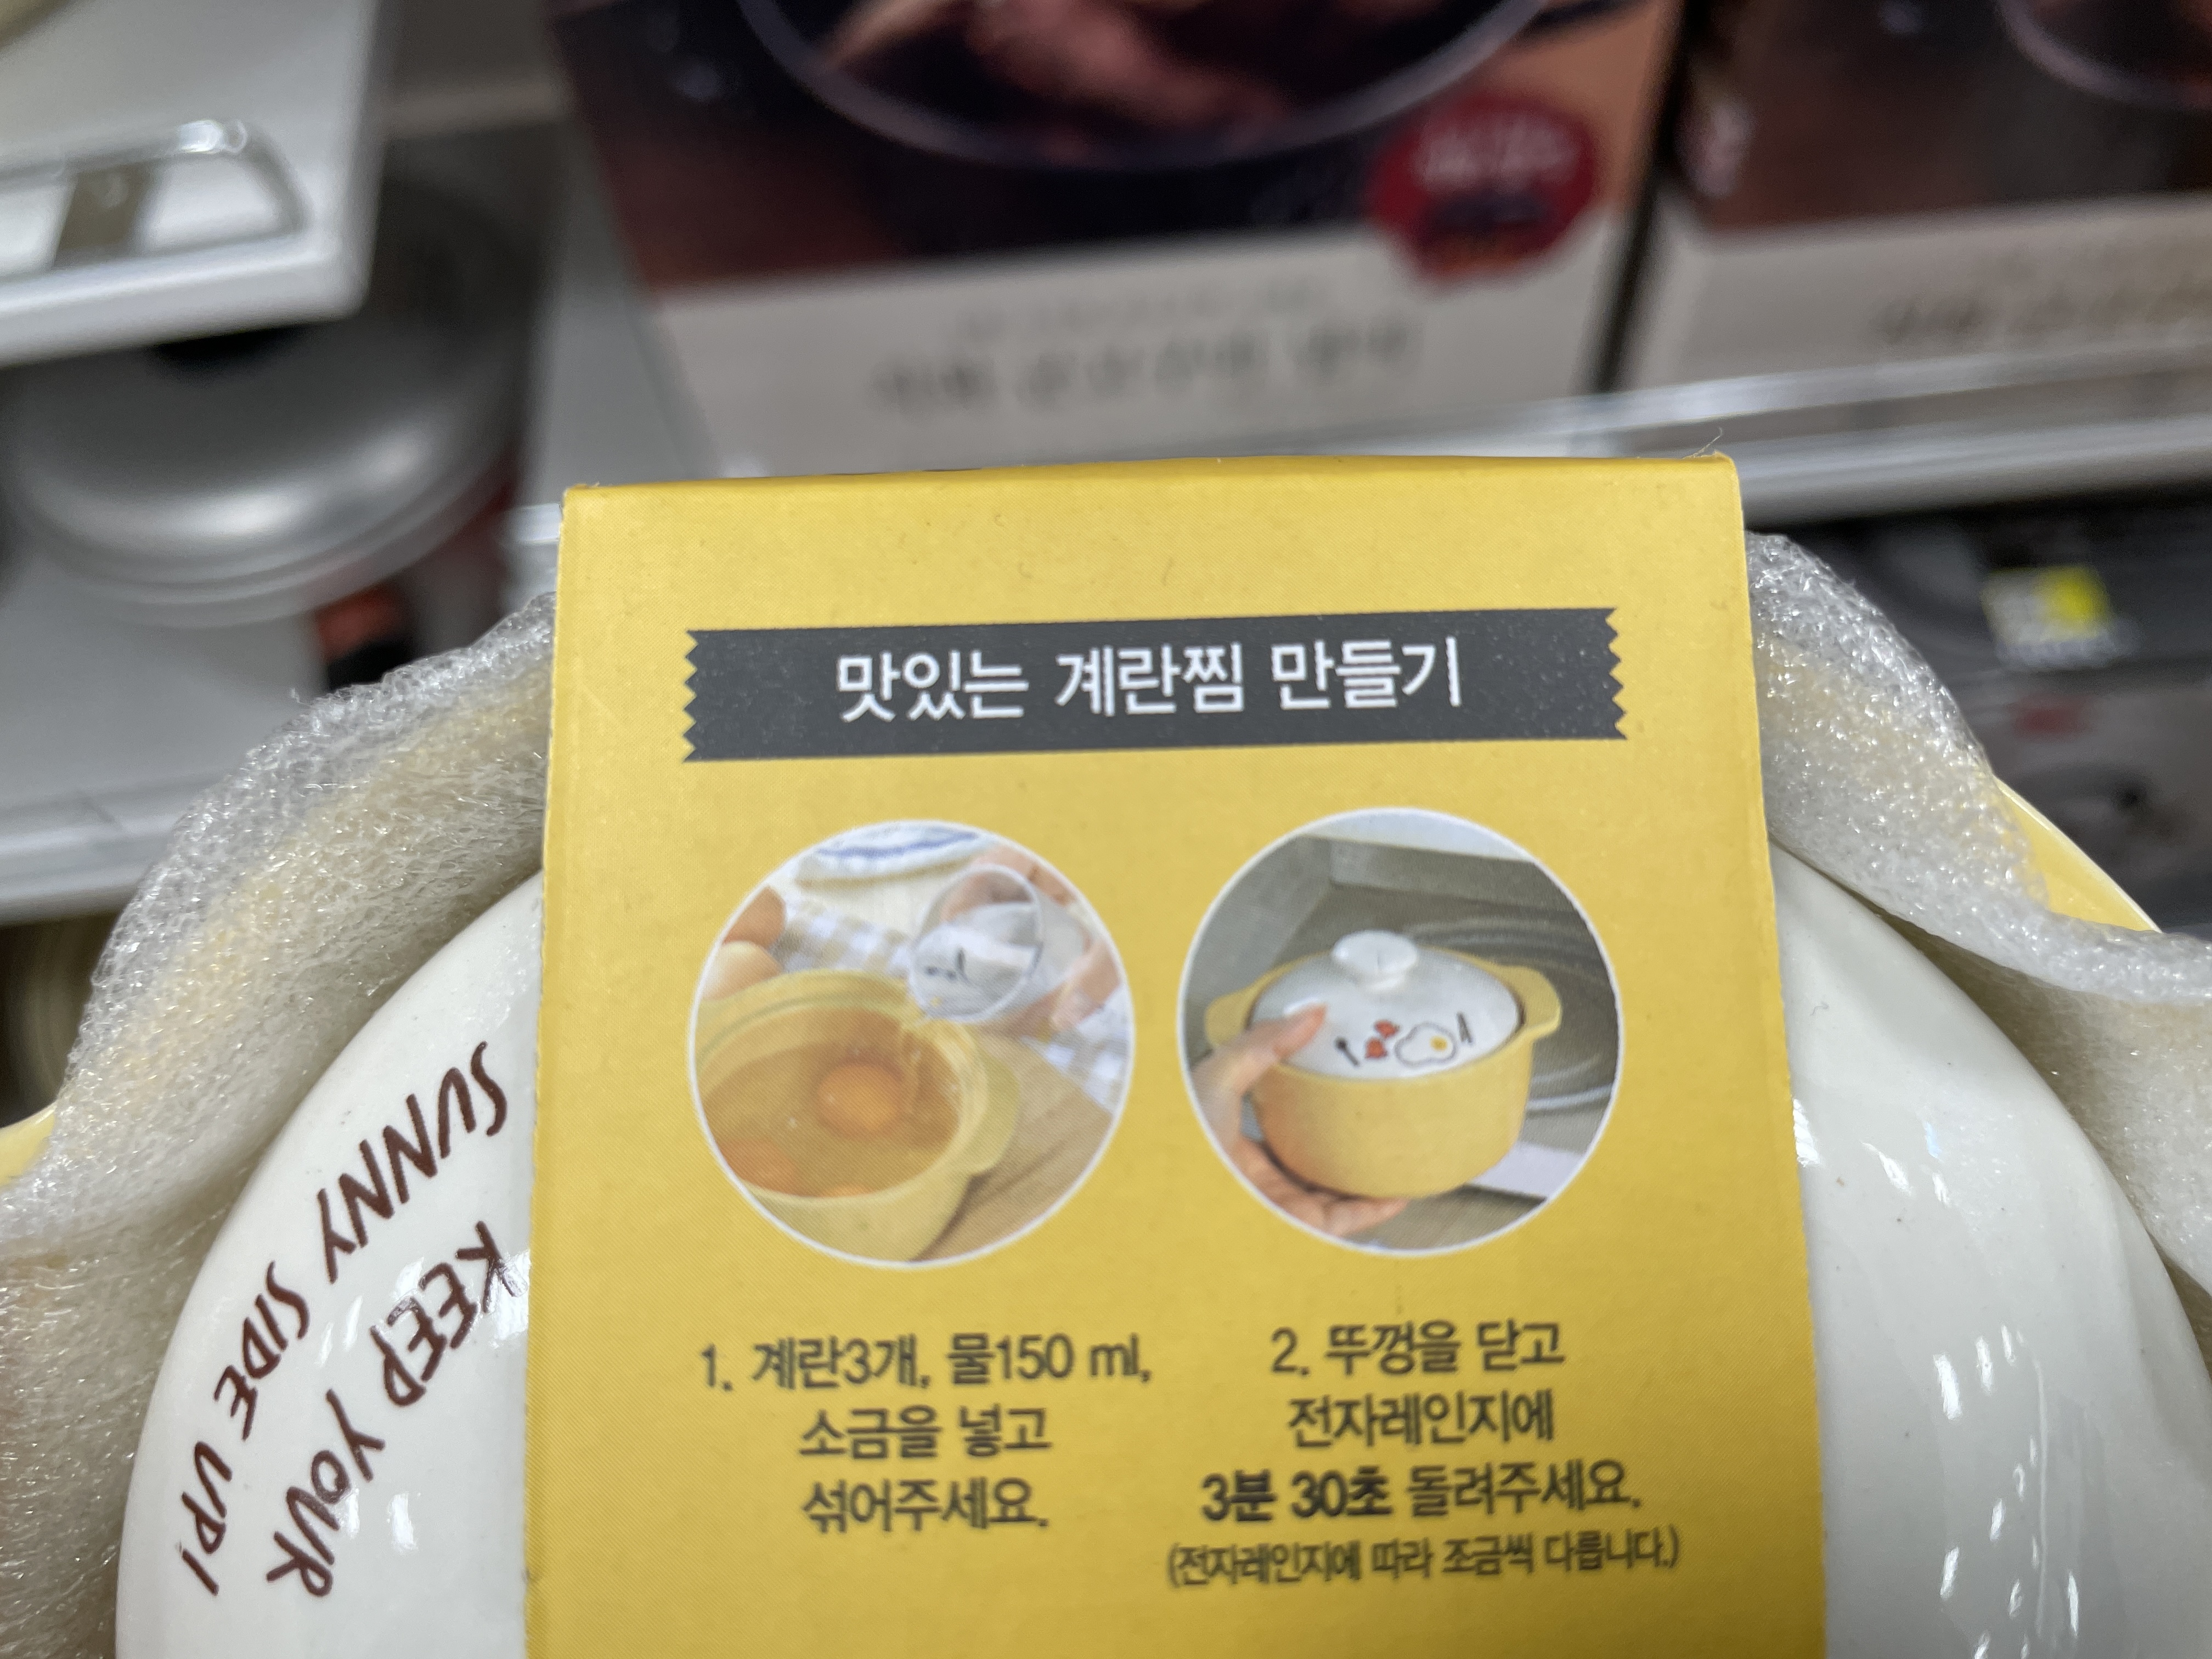 맛있는 계란찜 만들기
1. 계란3개, 물150 ml,
소금을 넣고
섞어주세요.
2. 뚜껑을 닫고
전자레인지에
3분 30초 돌려주세요.
(전자레인지에 따라 조금씩 다릅니다.)
KEEP YOUR
SUNNY SIDE UP!